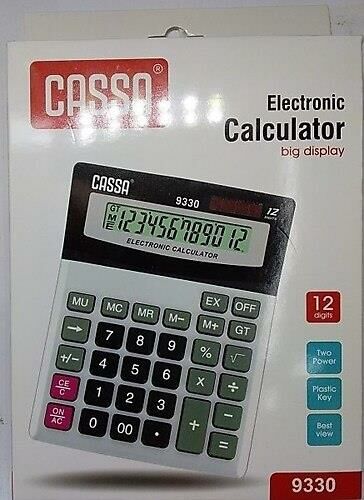 CASSA®
Electronic
Calculator
big display
CASSA®
9330
12
GT
M
E
123456789012
ELECTRONIC CALCULATOR
MU MC MR M- EX OFF
→ 7 8 9 M+ GT
+/- 4 5 6 % √
CE/C 1 2 3 x ÷
ON/AC 0 00 . + -
=
12
digits
Two
Power
Plastic
Key
Best
view
9330